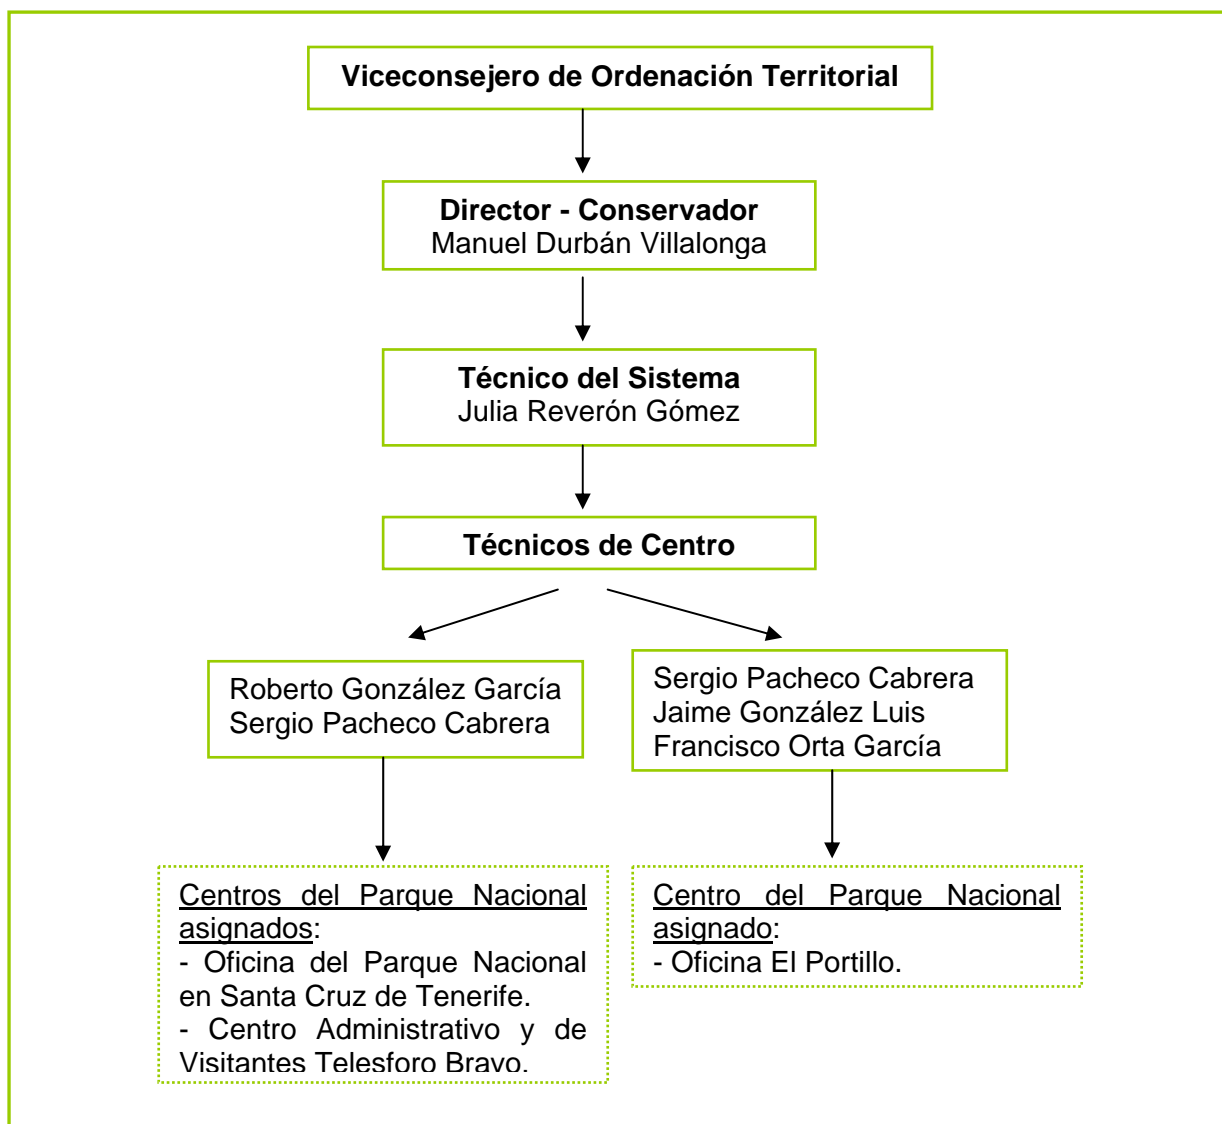 Viceconsejero de Ordenación Territorial
Director - Conservador
Manuel Durbán Villalonga
Técnico del Sistema
Julia Reverón Gómez
Técnicos de Centro
Roberto González García
Sergio Pacheco Cabrera
Sergio Pacheco Cabrera
Jaime González Luis
Francisco Orta García
Centros del Parque Nacional
asignados:
- Oficina del Parque Nacional
en Santa Cruz de Tenerife.
- Centro Administrativo y de
Visitantes Telesforo Bravo.
Centro del Parque Nacional
asignado:
- Oficina El Portillo.